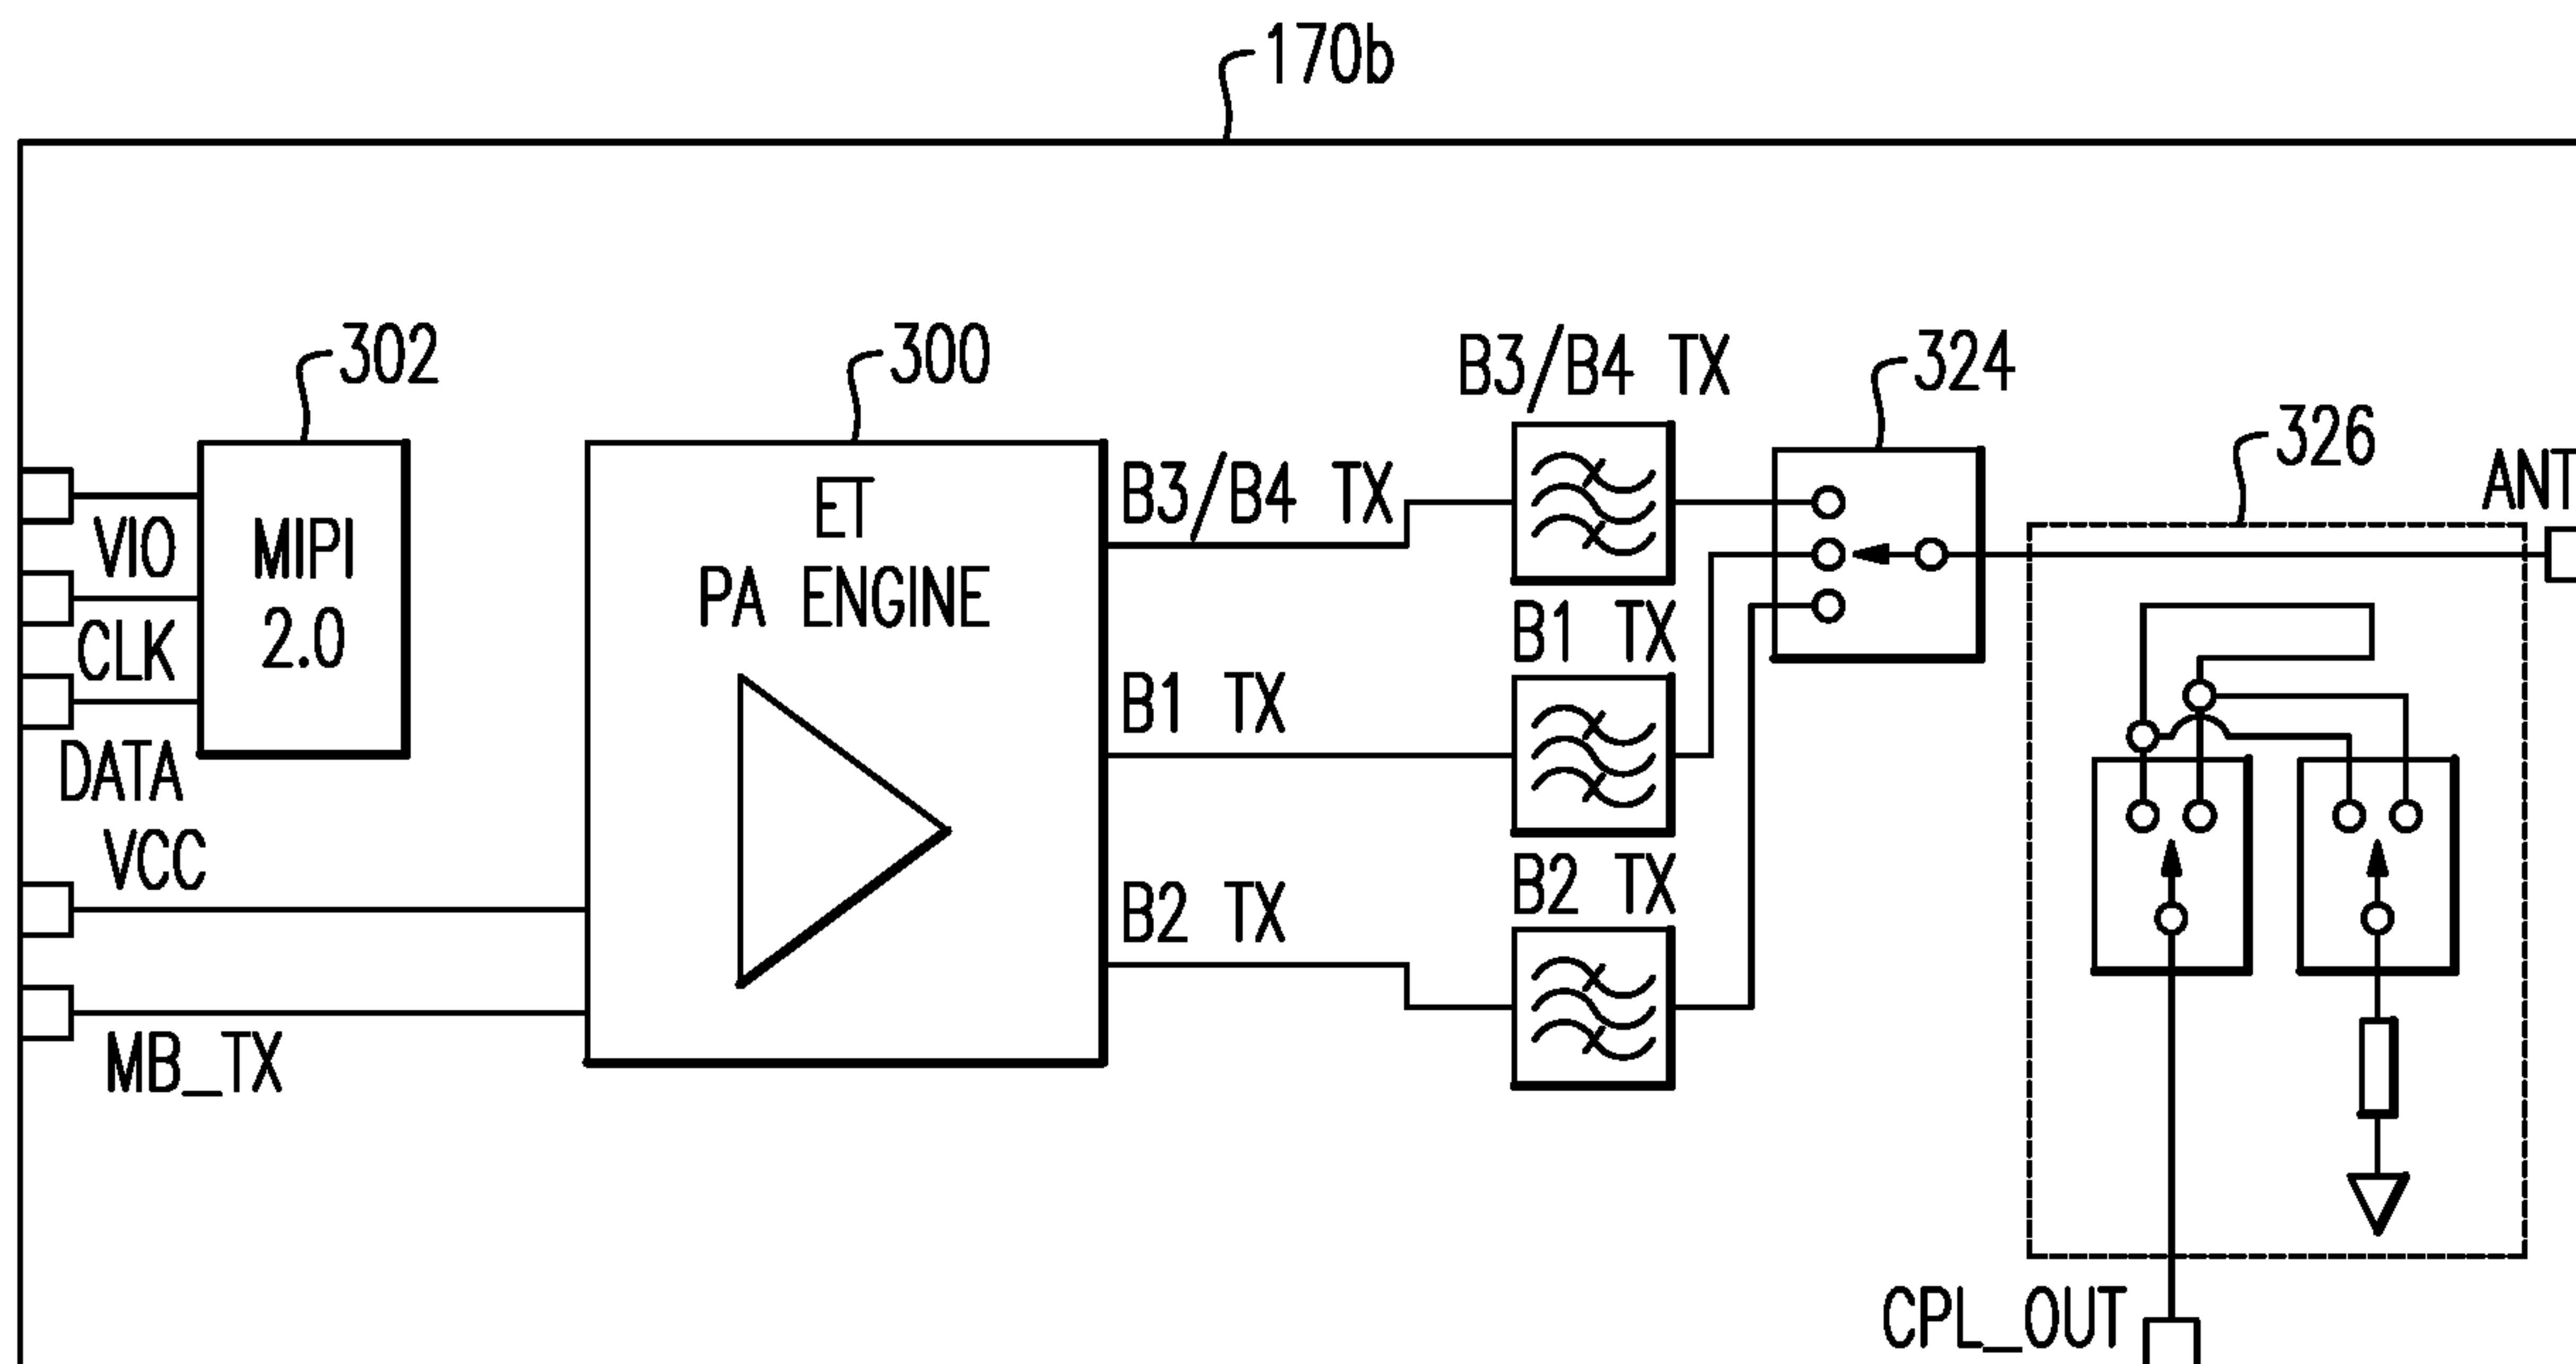 170b
302
300
B3/B4 TX
324
326
ANT
VIO
CLK
DATA
MIPI
2.0
ET
PA ENGINE
B3/B4 TX
B1 TX
B1 TX
B2 TX
B2 TX
VCC
MB_TX
CPL_OUT